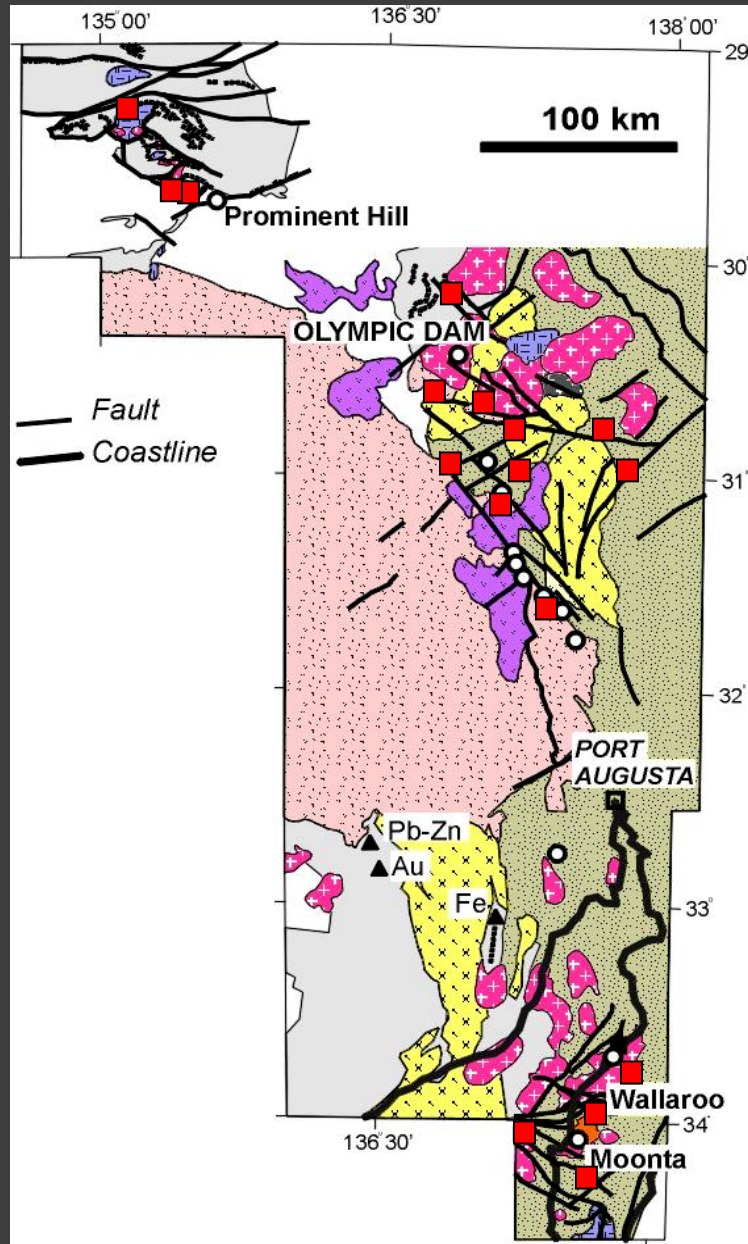 135°00'
136°30'
138°00'
29°
100 km
Prominent Hill
30°
OLYMPIC DAM
Fault
Coastline
31°
32°
PORT
AUGUSTA
Pb-Zn
Au
Fe
33°
Wallaroo
34°
136°30'
Moonta